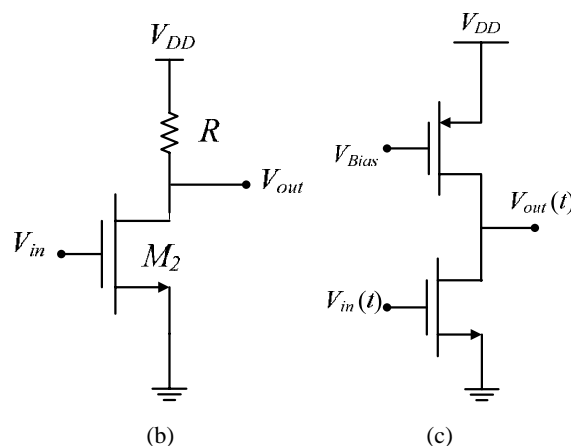 V_DD
R
V_out
V_in
M_2
(b)
V_DD
V_Bias
V_out(t)
V_in(t)
(c)